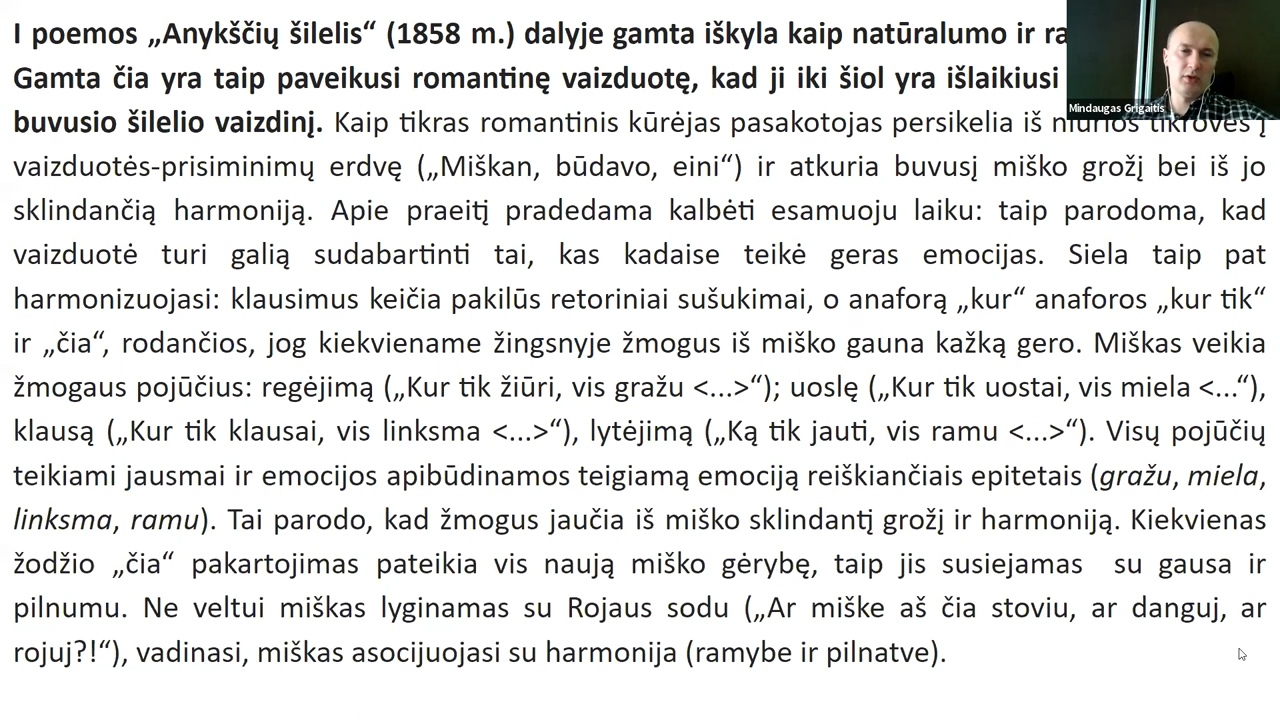 I poemos „Anykščių šilelis“ (1858 m.) dalyje gamta iškyla kaip natūralumo ir
Gamta čia yra taip paveikusi romantinę vaizduotę, kad ji iki šiol yra išlaikiusi
Mindaugas Grigaitis
buvusio šilelio vaizdinį. Kaip tikras romantinis kūrėjas pasakotojas persikelia iš niūrios tikrovės į
vaizduotės-prisiminimų erdvę („Miškan, būdavo, eini“) ir atkuria buvusį miško grožį bei iš jo
sklindančią harmoniją. Apie praeitį pradedama kalbėti esamuoju laiku: taip parodoma, kad
vaizduotė turi galią sudabartinti tai, kas kadaise teikė geras emocijas. Siela taip pat
harmonizuojasi: klausimus keičia pakilūs retoriniai sušukimai, o anaforą „kur“ anaforos „kur tik“
ir „čia“, rodančios, jog kiekviename žingsnyje žmogus iš miško gauna kažką gero. Miškas veikia
žmogaus pojūčius: regėjimą („Kur tik žiūri, vis gražu <...>“); uoslę („Kur tik uostai, vis miela <...“),
klausą („Kur tik klausai, vis linksma <...>“), lytėjimą („Ką tik jauti, vis ramu <...>“). Visų pojūčių
teikiami jausmai ir emocijos apibūdinamos teigiamą emociją reiškiančiais epitetais (gražu, miela,
linksma, ramu). Tai parodo, kad žmogus jaučia iš miško sklindantį grožį ir harmoniją. Kiekvienas
žodžio „čia“ pakartojimas pateikia vis naują miško gėrybę, taip jis susiejamas su gausa ir
pilnumu. Ne veltui miškas lyginamas su Rojaus sodu („Ar miške aš čia stoviu, ar danguj, ar
rojuj?!“), vadinasi, miškas asocijuojasi su harmonija (ramybe ir pilnatve).